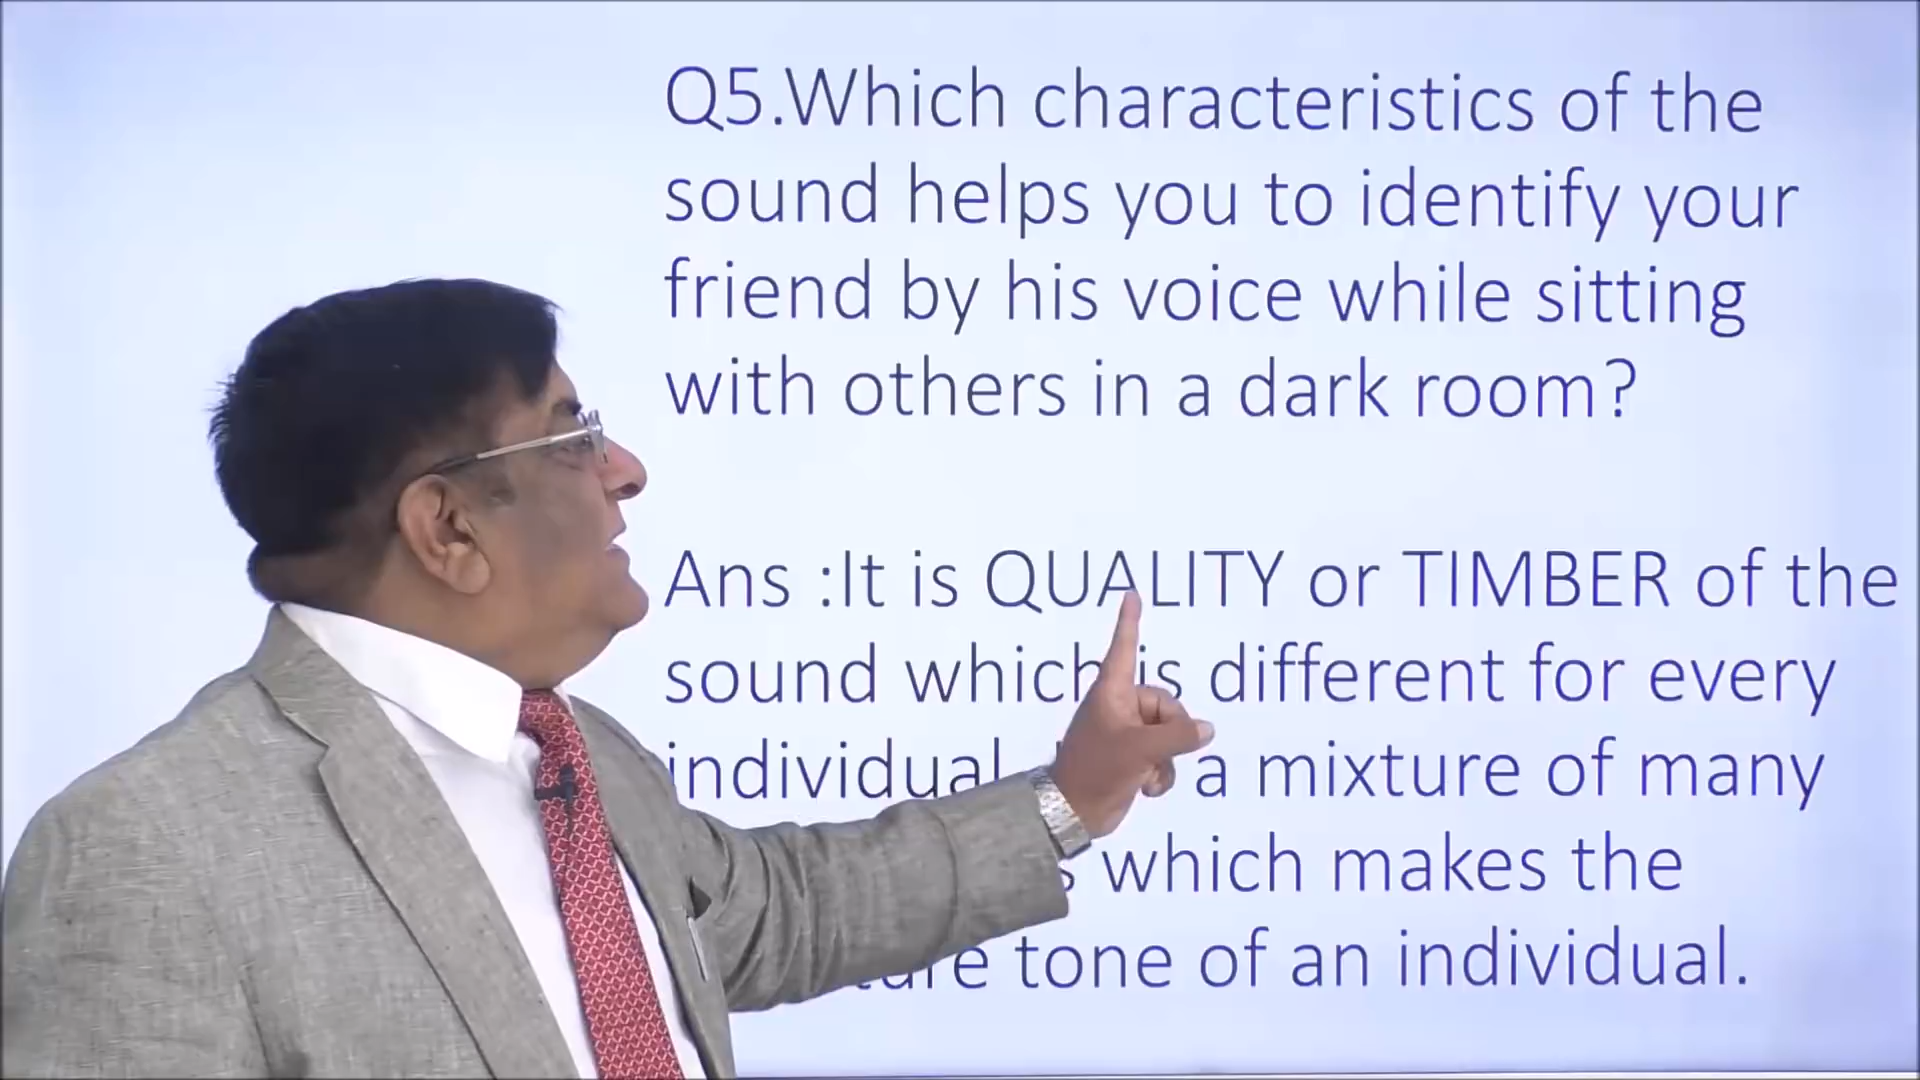 Q5.Which characteristics of the
sound helps you to identify your
friend by his voice while sitting
with others in a dark room?
Ans :It is QUALITY or TIMBER of the
sound which is different for every
individual a mixture of many
which makes the
tone of an individual.